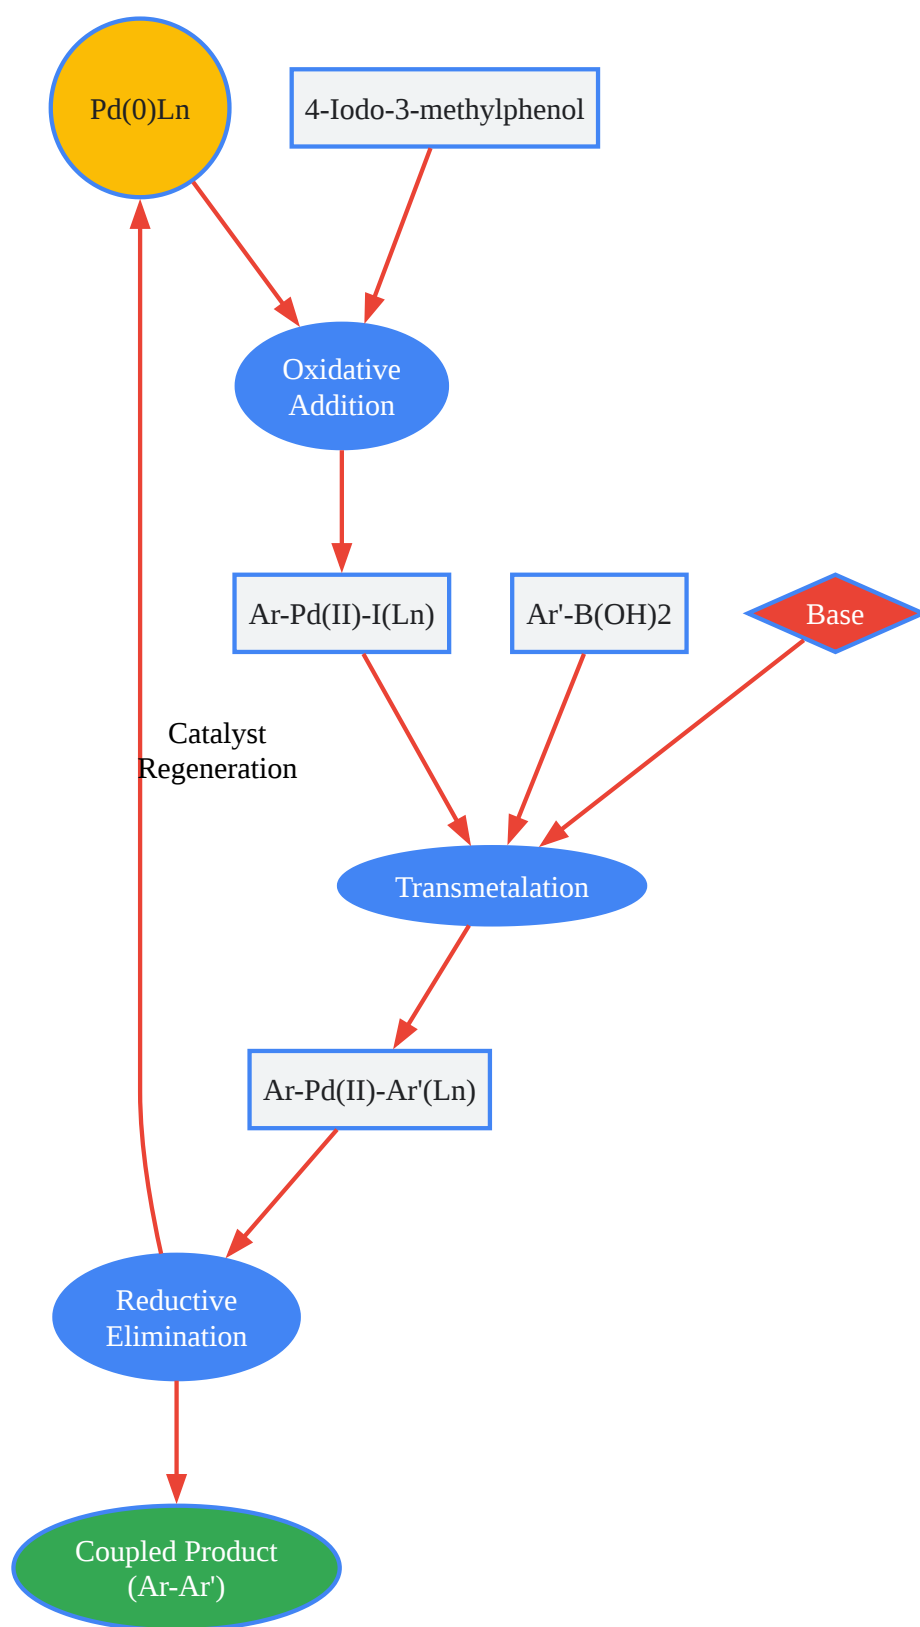 Pd(0)Ln
4-Iodo-3-methylphenol
Oxidative
Addition
Ar-Pd(II)-I(Ln)
Ar'-B(OH)2
Base
Catalyst
Regeneration
Transmetalation
Ar-Pd(II)-Ar'(Ln)
Reductive
Elimination
Coupled Product
(Ar-Ar')